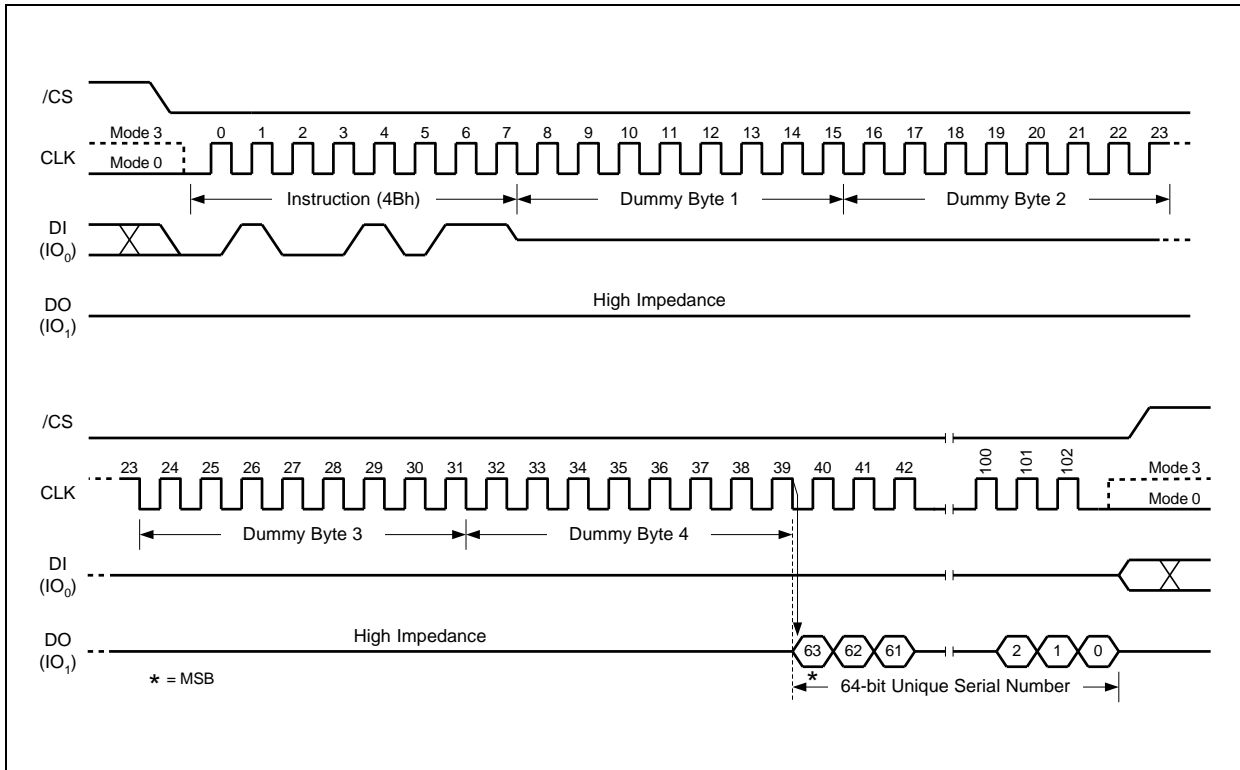 /CS
Mode 3 0 1 2 3 4 5 6 7 8 9 10 11 12 13 14 15 16 17 18 19 20 21 22 23
CLK
Mode 0
Instruction (4Bh) Dummy Byte 1 Dummy Byte 2
DI
(IO0)
High Impedance
DO
(IO1)
/CS
23 24 25 26 27 28 29 30 31 32 33 34 35 36 37 38 39 40 41 42 100 101 102 Mode 3
CLK
Mode 0
Dummy Byte 3 Dummy Byte 4
DI
(IO0)
High Impedance
DO
(IO1)
63 62 61 2 1 0
* = MSB * 64-bit Unique Serial Number